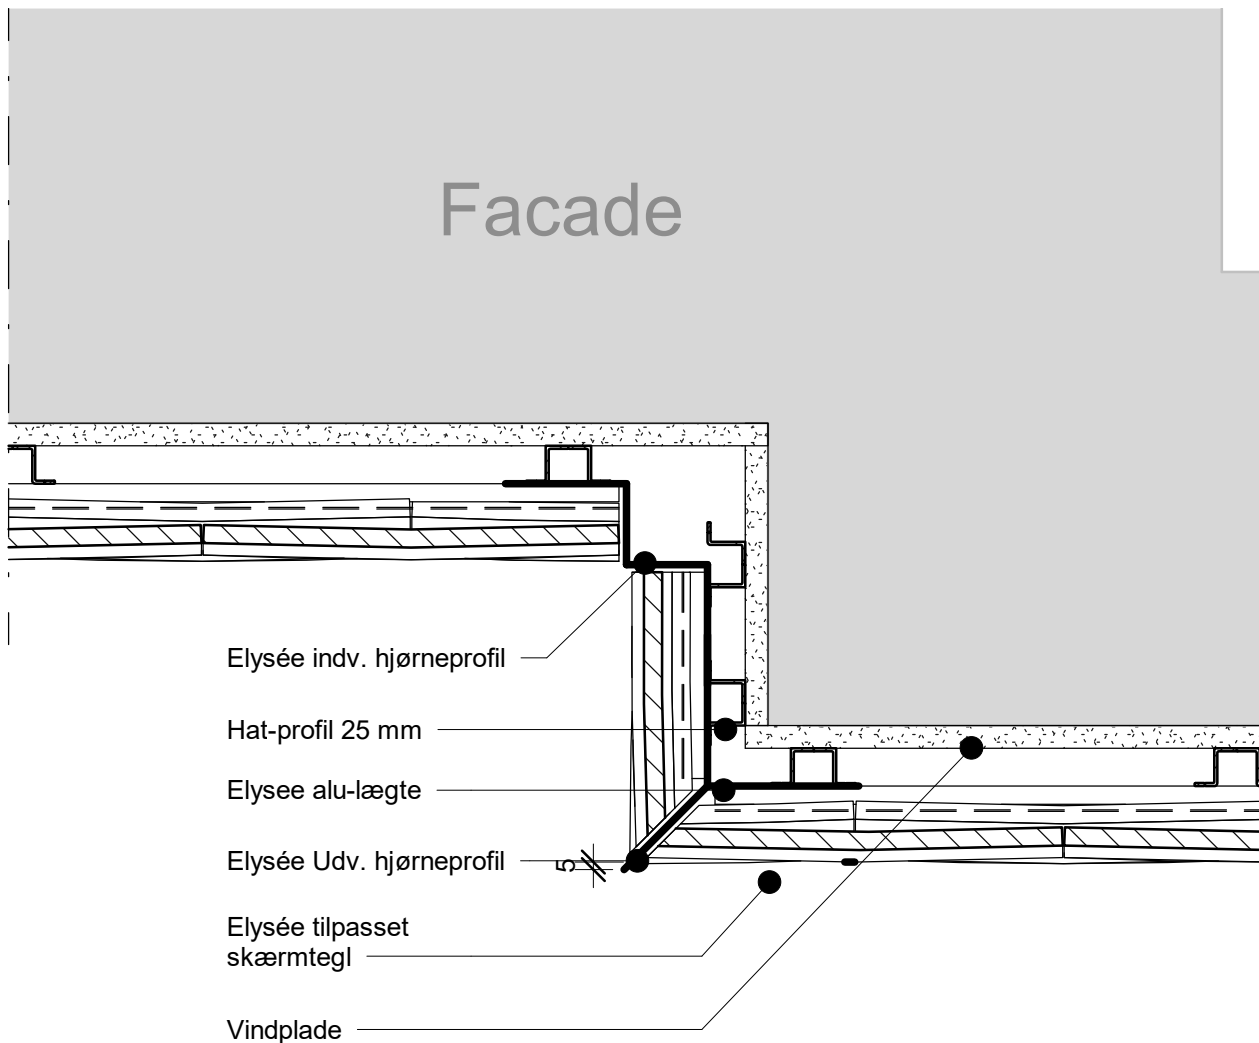 Facade
Elysée indv. hjørneprofil
Hat-profil 25 mm
Elysee alu-lægte
Elysée Udv. hjørneprofil
5
Elysée tilpasset
skærmtegl
Vindplade